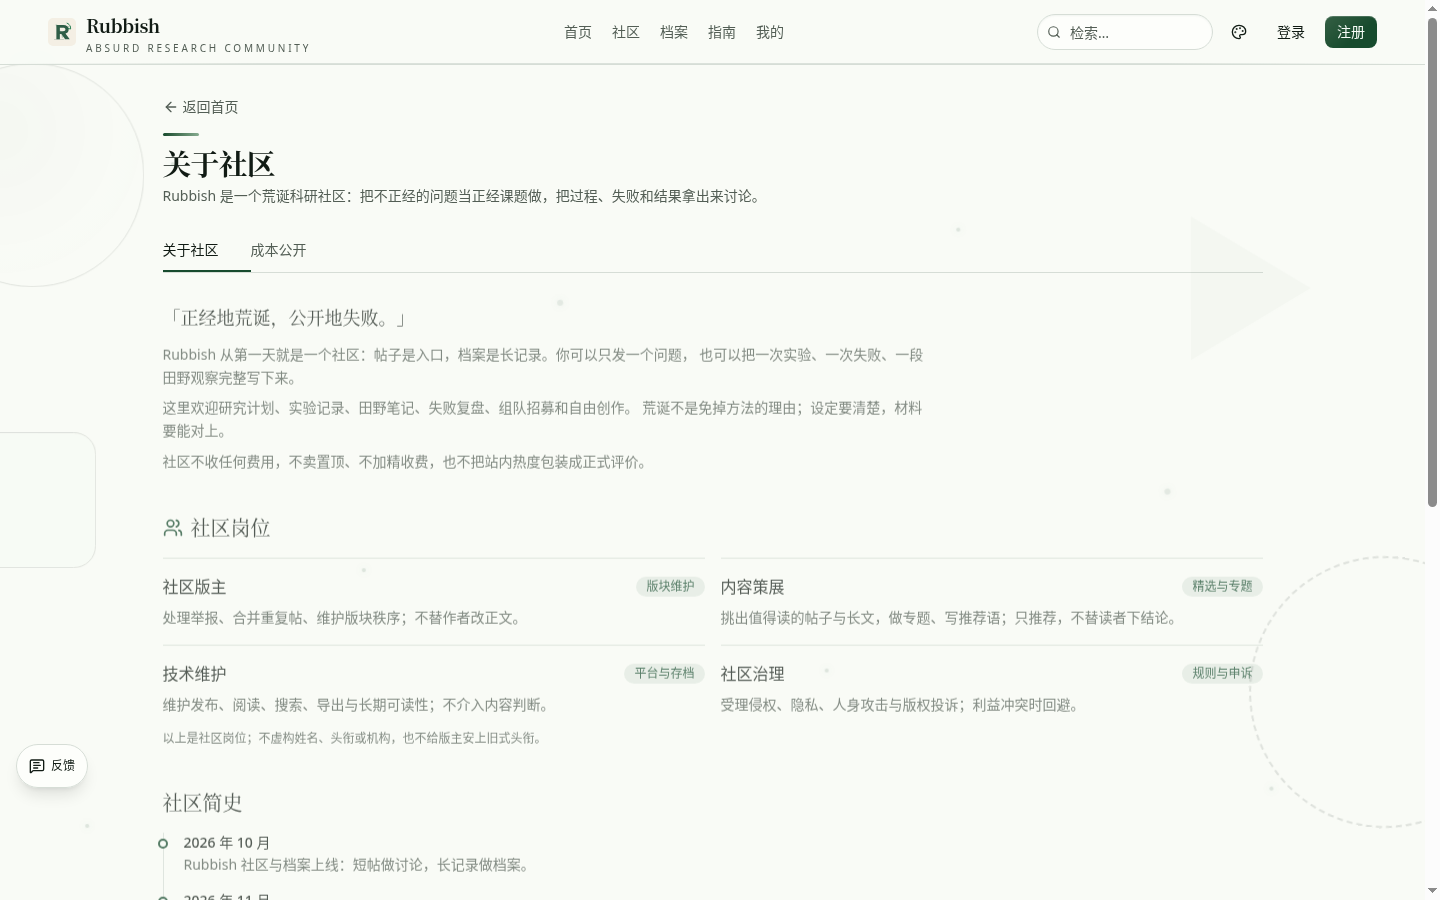 Rubbish
ABSURD RESEARCH COMMUNITY
首页 社区 档案 指南 我的
检索...
登录
注册
返回首页
关于社区
Rubbish 是一个荒诞科研社区：把不正经的问题当正经课题做，把过程、失败和结果拿出来讨论。
关于社区 成本公开
「正经地荒诞，公开地失败。」
Rubbish 从第一天就是一个社区：帖子是入口，档案是长记录。你可以只发一个问题， 也可以把一次实验、一次失败、一段
田野观察完整写下来。
这里欢迎研究计划、实验记录、田野笔记、失败复盘、组队招募和自由创作。 荒诞不是免掉方法的理由；设定要清楚，材料
要能对上。
社区不收任何费用，不卖置顶、不加精收费，也不把站内热度包装成正式评价。
社区岗位
社区版主 版块维护
处理举报、合并重复帖、维护版块秩序；不替作者改正文。
内容策展 精选与专题
挑出值得读的帖子与长文，做专题、写推荐语；只推荐，不替读者下结论。
技术维护 平台与存档
维护发布、阅读、搜索、导出与长期可读性；不介入内容判断。
社区治理 规则与申诉
受理侵权、隐私、人身攻击与版权投诉；利益冲突时回避。
以上是社区岗位；不虚构姓名、头衔或机构，也不给版主安上旧式头衔。
反馈
社区简史
2026 年 10 月
Rubbish 社区与档案上线：短帖做讨论，长记录做档案。
2026 年 11 月